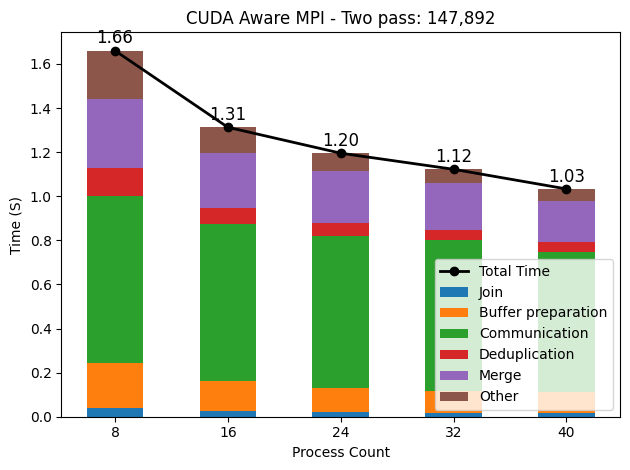 CUDA Aware MPI - Two pass: 147,892
1.66
1.31
1.20
1.12
1.03
1.6
1.4
1.2
1.0
0.8
0.6
0.4
0.2
0.0
Time (S)
Total Time
Join
Buffer preparation
Communication
Deduplication
Merge
Other
8
16
24
32
40
Process Count